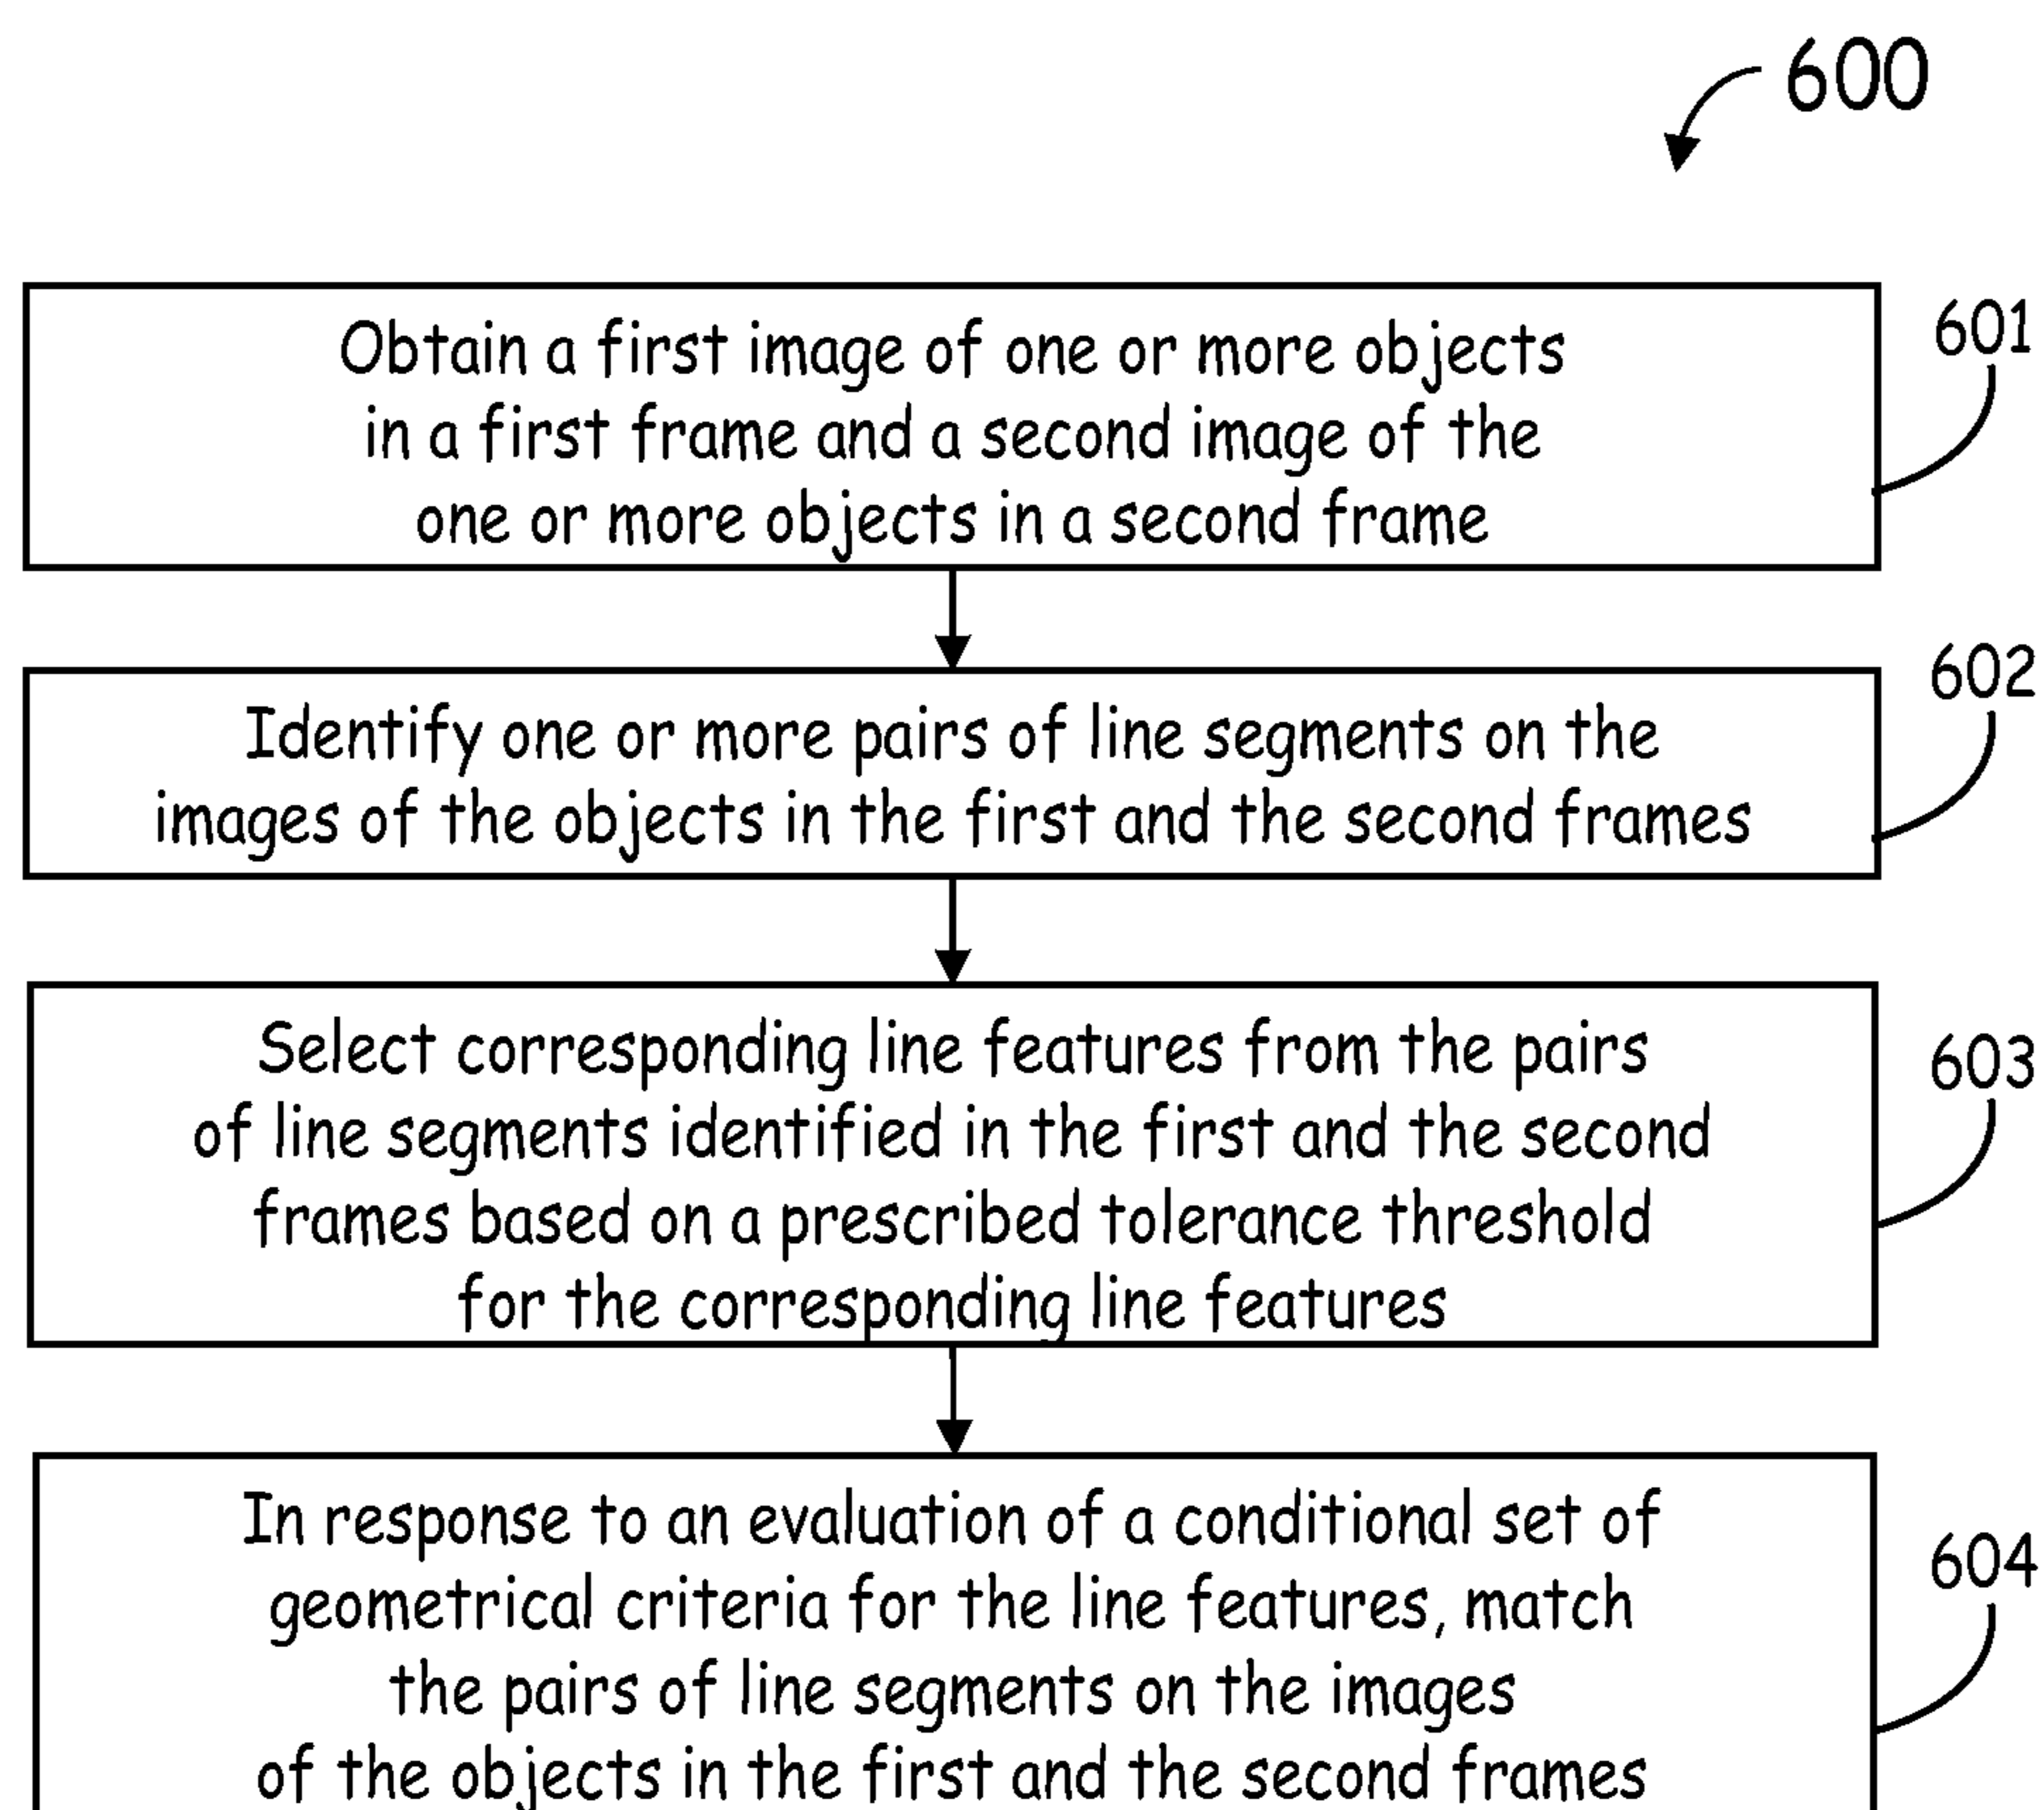 600
Obtain a first image of one or more objects
in a first frame and a second image of the
one or more objects in a second frame
601
Identify one or more pairs of line segments on the
images of the objects in the first and the second frames
602
Select corresponding line features from the pairs
of line segments identified in the first and the second
frames based on a prescribed tolerance threshold
for the corresponding line features
603
In response to an evaluation of a conditional set of
geometrical criteria for the line features, match
the pairs of line segments on the images
of the objects in the first and the second frames
604